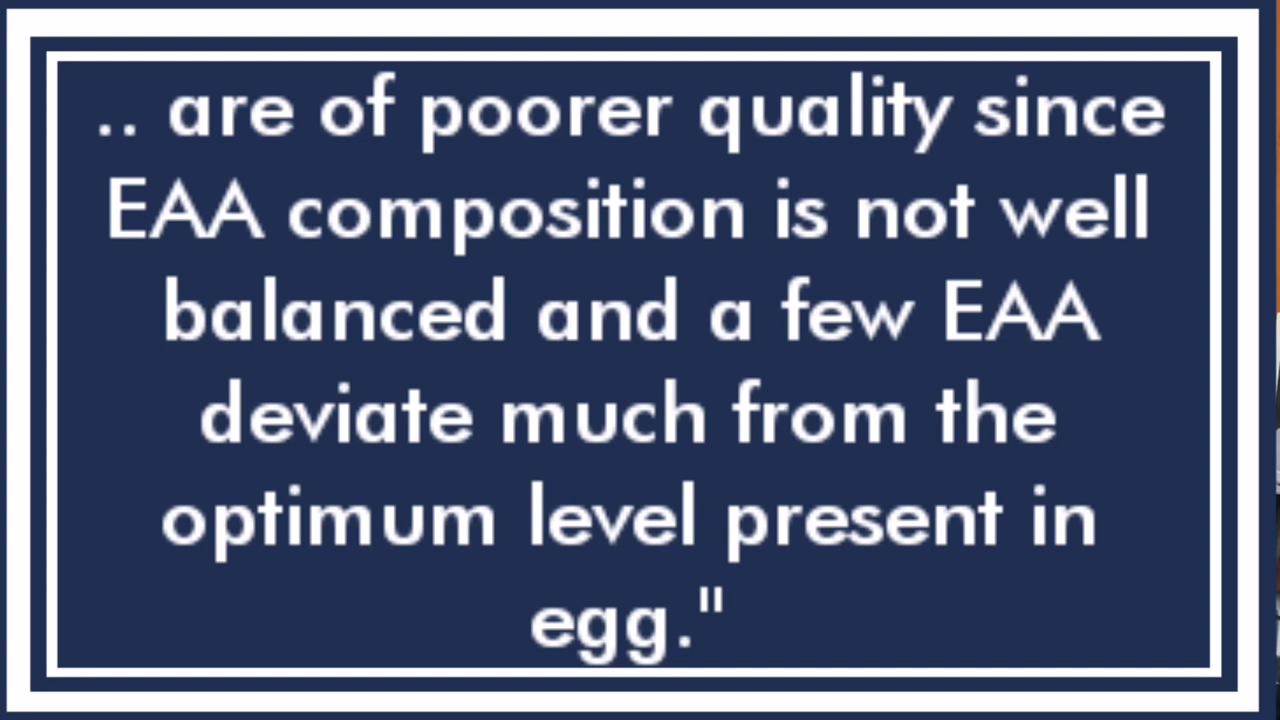 .. are of poorer quality since
EAA composition is not well
balanced and a few EAA
deviate much from the
optimum level present in
egg."